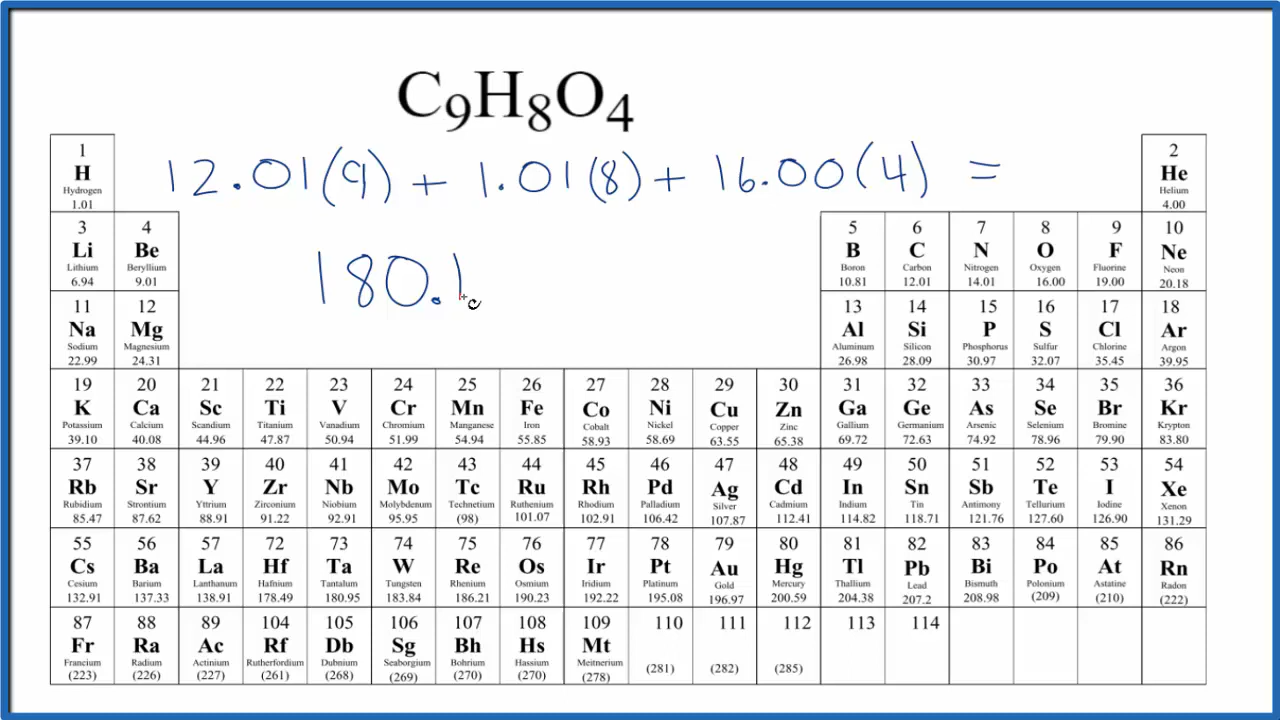 C₉H₈O₄
12.01(9) + 1.01(8) + 16.00(4) =
180.1
1 2
H He
Hydrogen Helium
1.01 4.00
3 4 5 6 7 8 9 10
Li Be B C N O F Ne
Lithium Beryllium Boron Carbon Nitrogen Oxygen Fluorine Neon
6.94 9.01 10.81 12.01 14.01 16.00 19.00 20.18
11 12 13 14 15 16 17 18
Na Mg Al Si P S Cl Ar
Sodium Magnesium Aluminum Silicon Phosphorus Sulfur Chlorine Argon
22.99 24.31 26.98 28.09 30.97 32.07 35.45 39.95
19 20 21 22 23 24 25 26 27 28 29 30 31 32 33 34 35 36
K Ca Sc Ti V Cr Mn Fe Co Ni Cu Zn Ga Ge As Se Br Kr
Potassium Calcium Scandium Titanium Vanadium Chromium Manganese Iron Cobalt Nickel Copper Zinc Gallium Germanium Arsenic Selenium Bromine Krypton
39.10 40.08 44.96 47.87 50.94 51.99 54.94 55.85 58.93 58.69 63.55 65.38 69.72 72.63 74.92 78.96 79.90 83.80
37 38 39 40 41 42 43 44 45 46 47 48 49 50 51 52 53 54
Rb Sr Y Zr Nb Mo Tc Ru Rh Pd Ag Cd In Sn Sb Te I Xe
Rubidium Strontium Yttrium Zirconium Niobium Molybdenum Technetium Ruthenium Rhodium Palladium Silver Cadmium Indium Tin Antimony Tellurium Iodine Xenon
85.47 87.62 88.91 91.22 92.91 95.95 (98) 101.07 102.91 106.42 107.87 112.41 114.82 118.71 121.76 127.60 126.90 131.29
55 56 57 72 73 74 75 76 77 78 79 80 81 82 83 84 85 86
Cs Ba La Hf Ta W Re Os Ir Pt Au Hg Tl Pb Bi Po At Rn
Cesium Barium Lanthanum Hafnium Tantalum Tungsten Rhenium Osmium Iridium Platinum Gold Mercury Thallium Lead Bismuth Polonium Astatine Radon
132.91 137.33 138.91 178.49 180.95 183.84 186.21 190.23 192.22 195.08 196.97 200.59 204.38 207.2 208.98 (209) (210) (222)
87 88 89 104 105 106 107 108 109 110 111 112 113 114
Fr Ra Ac Rf Db Sg Bh Hs Mt
Francium Radium Actinium Rutherfordium Dubnium Seaborgium Bohrium Hassium Meitnerium
(223) (226) (227) (261) (268) (269) (270) (270) (278) (281) (282) (285)